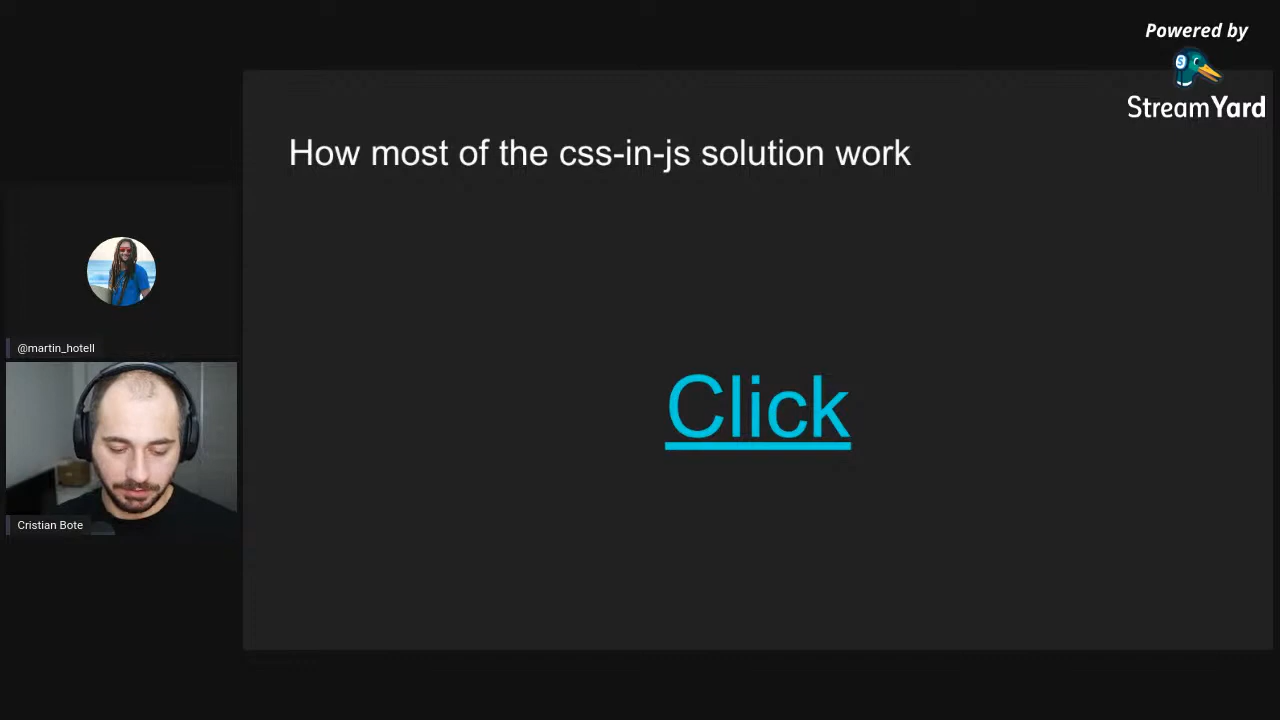 Powered by
StreamYard
How most of the css-in-js solution work
Click
@martin_hotell
Cristian Bote